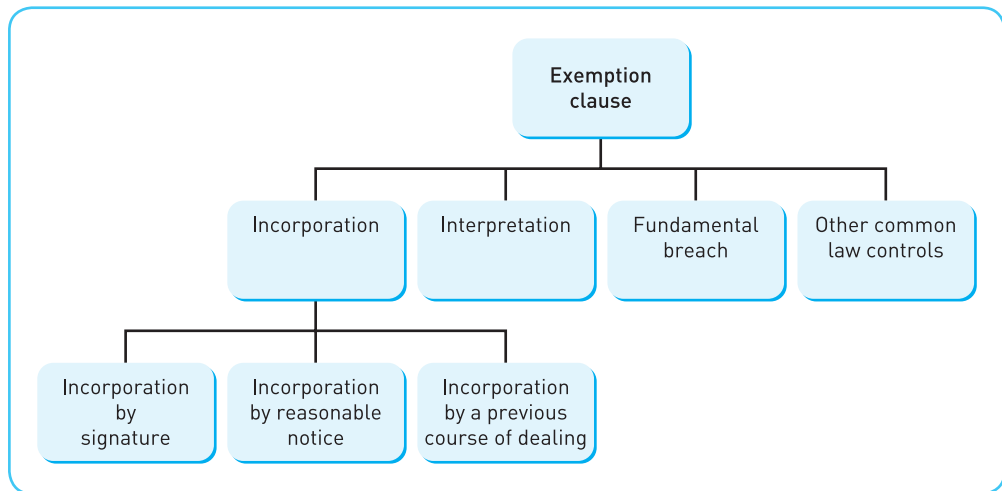 Exemption
clause
Incorporation
Interpretation
Fundamental
breach
Other common
law controls
Incorporation
by
signature
Incorporation
by reasonable
notice
Incorporation
by a previous
course of dealing